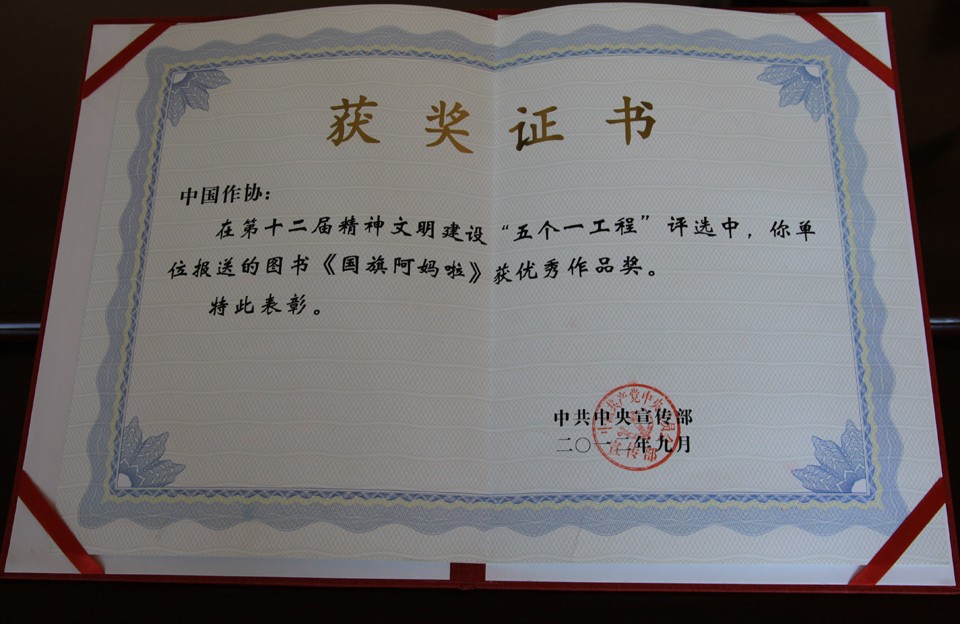 获奖证书
中国作协：
在第十二届精神文明建设“五个一工程”评选中，你单
位报送的图书《国旗阿妈啦》获优秀作品奖。
特此表彰。
中共中央宣传部
二〇一二年九月